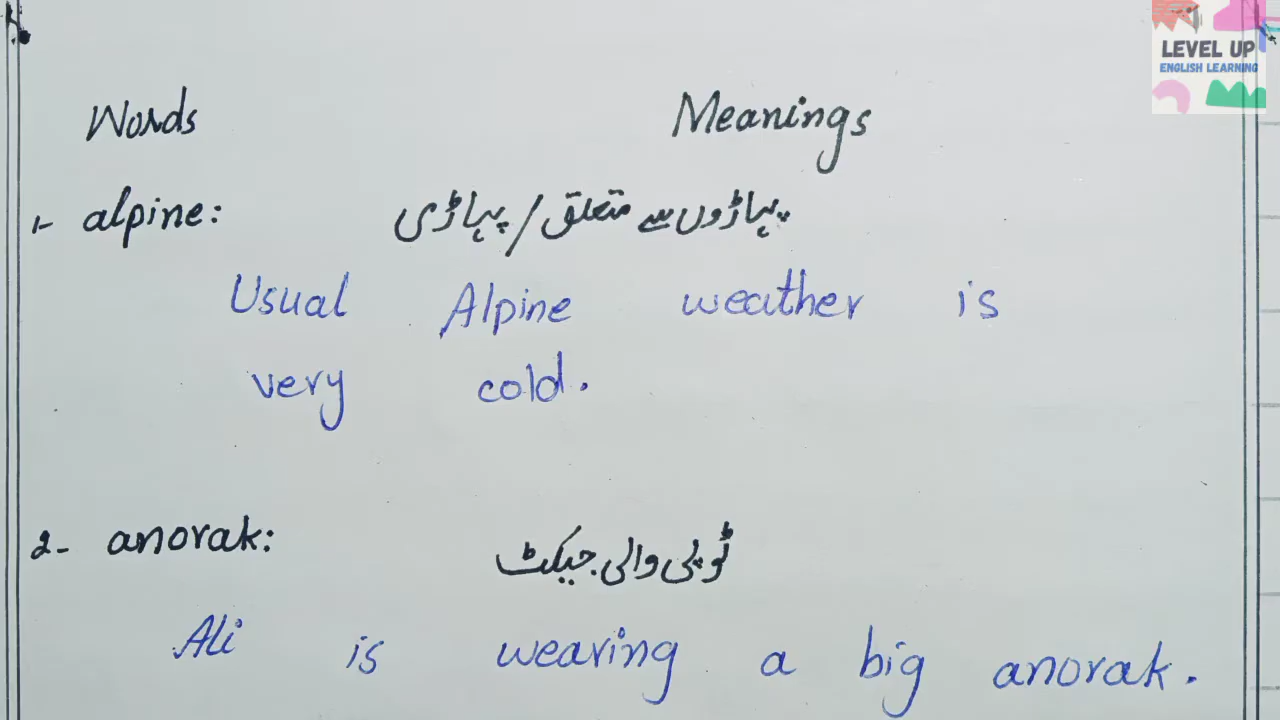 LEVEL UP
ENGLISH LEARNING
Words Meanings
1- alpine: پہاڑوں سے متعلق / پہاڑی
Usual Alpine weather is
very cold.
2- anorak: ٹوپی والی جیکٹ
Ali is wearing a big anorak.